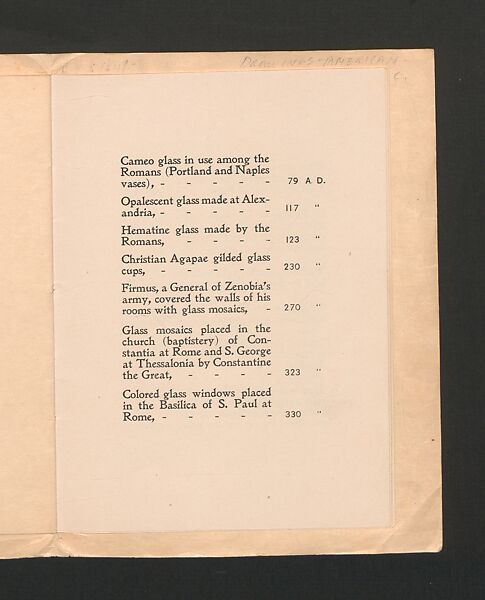 DRAWINGS-AMERICAN-
Cameo glass in use among the
Romans (Portland and Naples
vases), - - - - - 79 A D.
Opalescent glass made at Alex-
andria, - - - - - 117 "
Hematine glass made by the
Romans, - - - - 123 "
Christian Agapae gilded glass
cups, - - - - - 230 "
Firmus, a General of Zenobia's
army, covered the walls of his
rooms with glass mosaics, - 270 "
Glass mosaics placed in the
church (baptistery) of Con-
stantia at Rome and S. George
at Thessalonia by Constantine
the Great, - - - - 323 "
Colored glass windows placed
in the Basilica of S. Paul at
Rome, - - - - - 330 "